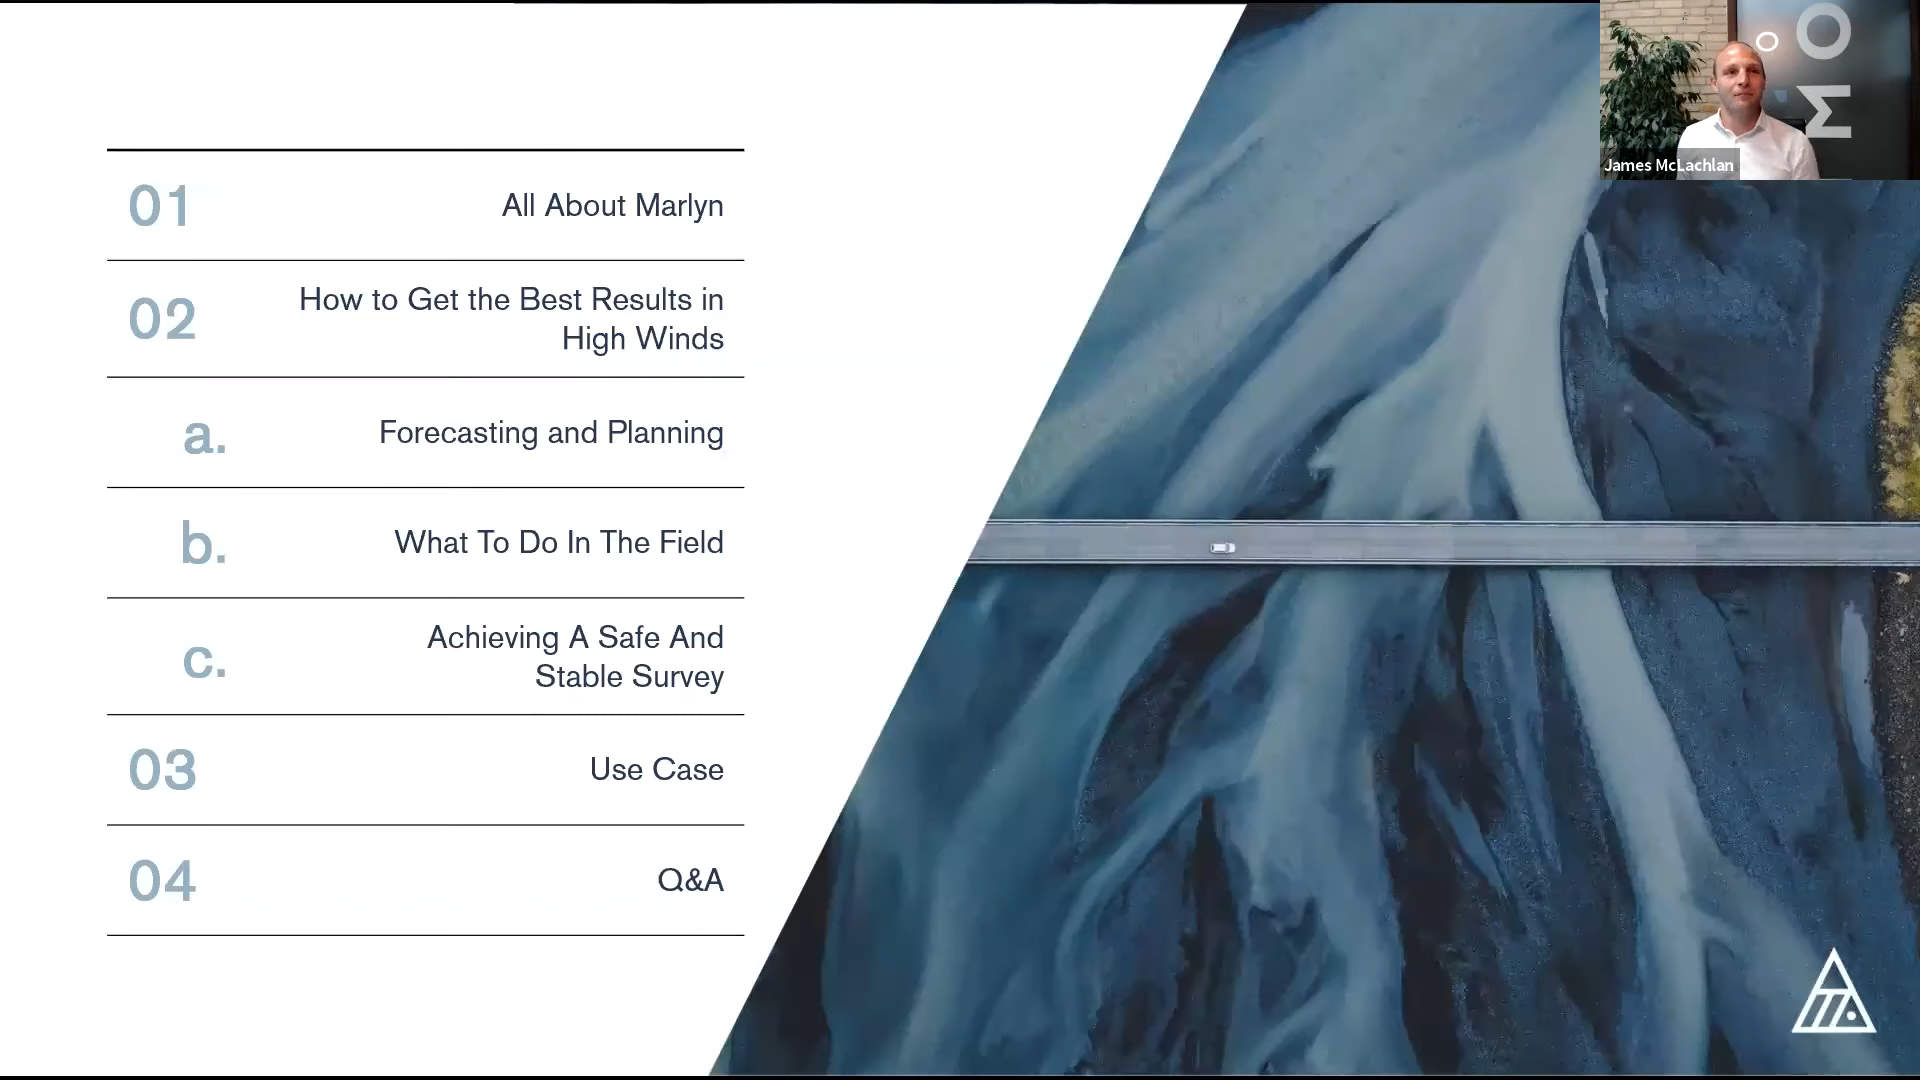 01
All About Marlyn
02
How to Get the Best Results in
High Winds
a.
Forecasting and Planning
b.
What To Do In The Field
c.
Achieving A Safe And
Stable Survey
03
Use Case
04
Q&A
James McLachlan